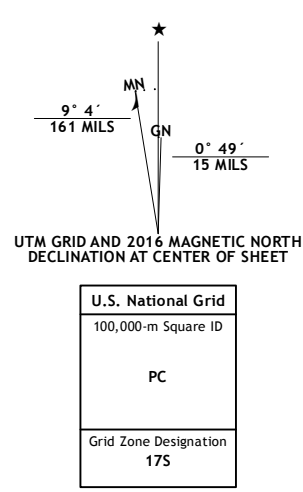 ★
MN
GN
9° 4´
161 MILS
0° 49´
15 MILS
UTM GRID AND 2016 MAGNETIC NORTH
DECLINATION AT CENTER OF SHEET
U.S. National Grid
100,000-m Square ID
PC
Grid Zone Designation
17S